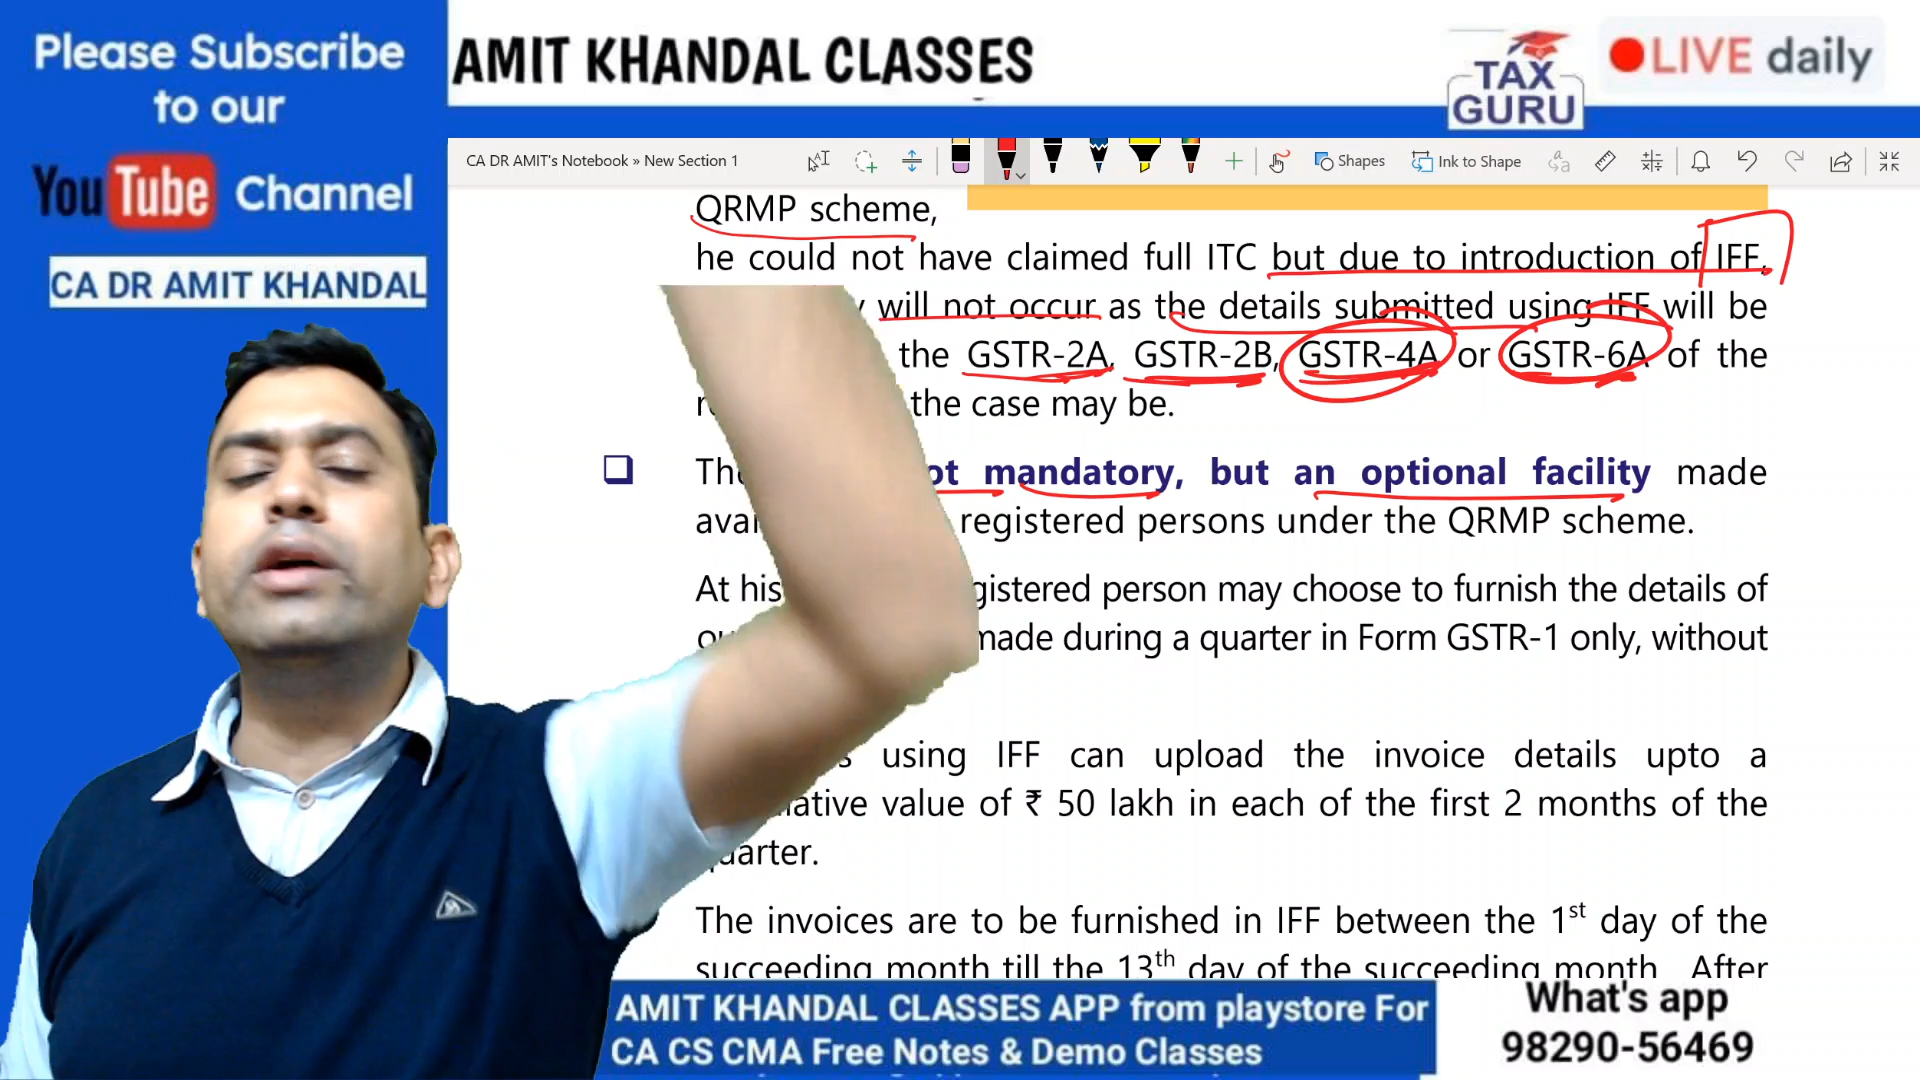 Please Subscribe
to our
YouTube Channel
CA DR AMIT KHANDAL
AMIT KHANDAL CLASSES
TAX
GURU
LIVE daily
CA DR AMIT's Notebook » New Section 1
Shapes
Ink to Shape
QRMP scheme,
he could not have claimed full ITC but due to introduction of IFF,
will not occur as the details submitted using IFF will be
the GSTR-2A, GSTR-2B, GSTR-4A or GSTR-6A of the
the case may be.
mandatory, but an optional facility made
registered persons under the QRMP scheme.
At his person may choose to furnish the details of
made during a quarter in Form GSTR-1 only, without
using IFF can upload the invoice details upto a
value of ₹ 50 lakh in each of the first 2 months of the
quarter.
The invoices are to be furnished in IFF between the 1st day of the
succeeding month till the 13th day of the succeeding month. After
AMIT KHANDAL CLASSES APP from playstore For
CA CS CMA Free Notes & Demo Classes
What's app
98290-56469